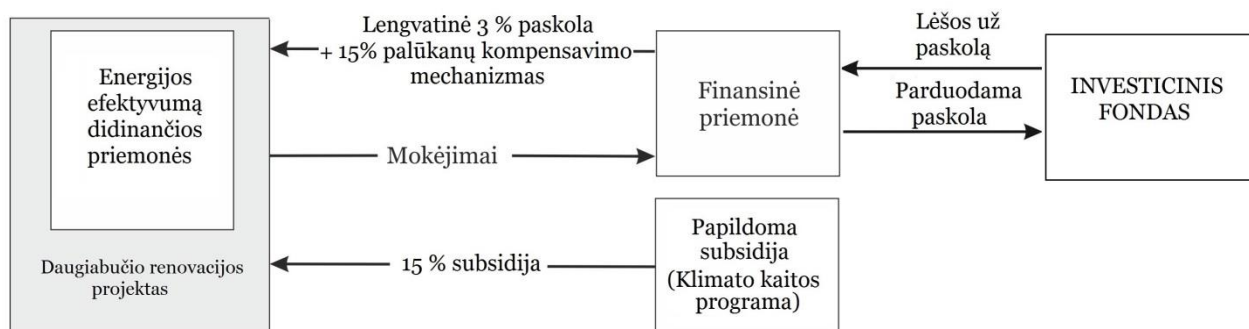 Energijos
efektyvumą
didinančios
priemonės
Daugiabučio renovacijos
projektas
Lengvatinė 3 % paskola
+ 15% palūkanų kompensavimo
mechanizmas
Mokėjimai
15 % subsidija
Finansinė
priemonė
Papildoma
subsidija
(Klimato kaitos
programa)
Lėšos už
paskolą
Parduodama
paskola
INVESTICINIS
FONDAS